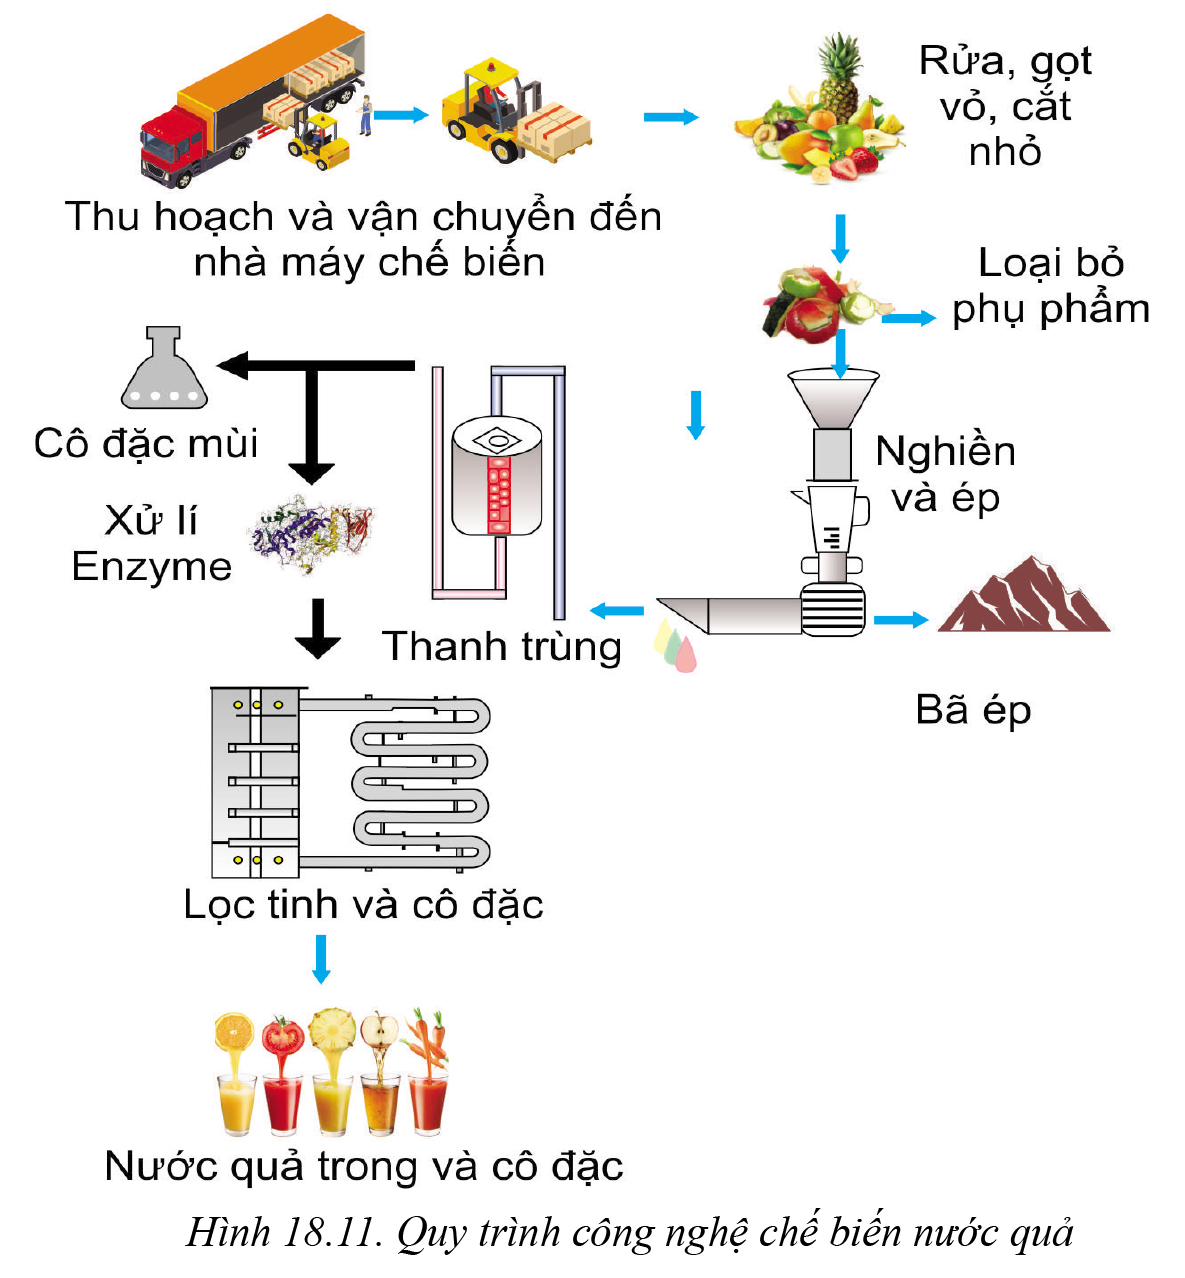 Thu hoạch và vận chuyển đến
nhà máy chế biến
Rửa, gọt
vỏ, cắt
nhỏ
Loại bỏ
phụ phẩm
Nghiền
và ép
Bã ép
Thanh trùng
Cô đặc mùi
Xử lí
Enzyme
Lọc tinh và cô đặc
Nước quả trong và cô đặc
Hình 18.11. Quy trình công nghệ chế biến nước quả